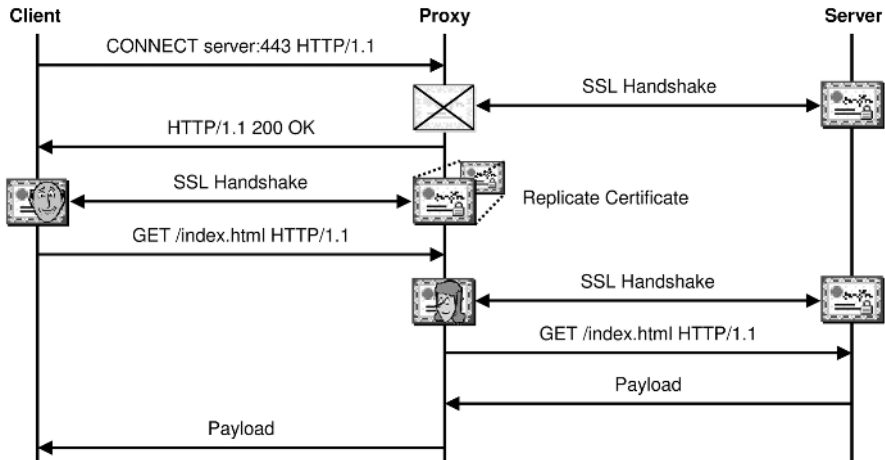 Client
Proxy
Server
CONNECT server:443 HTTP/1.1
SSL Handshake
HTTP/1.1 200 OK
SSL Handshake
Replicate Certificate
GET /index.html HTTP/1.1
SSL Handshake
GET /index.html HTTP/1.1
Payload
Payload